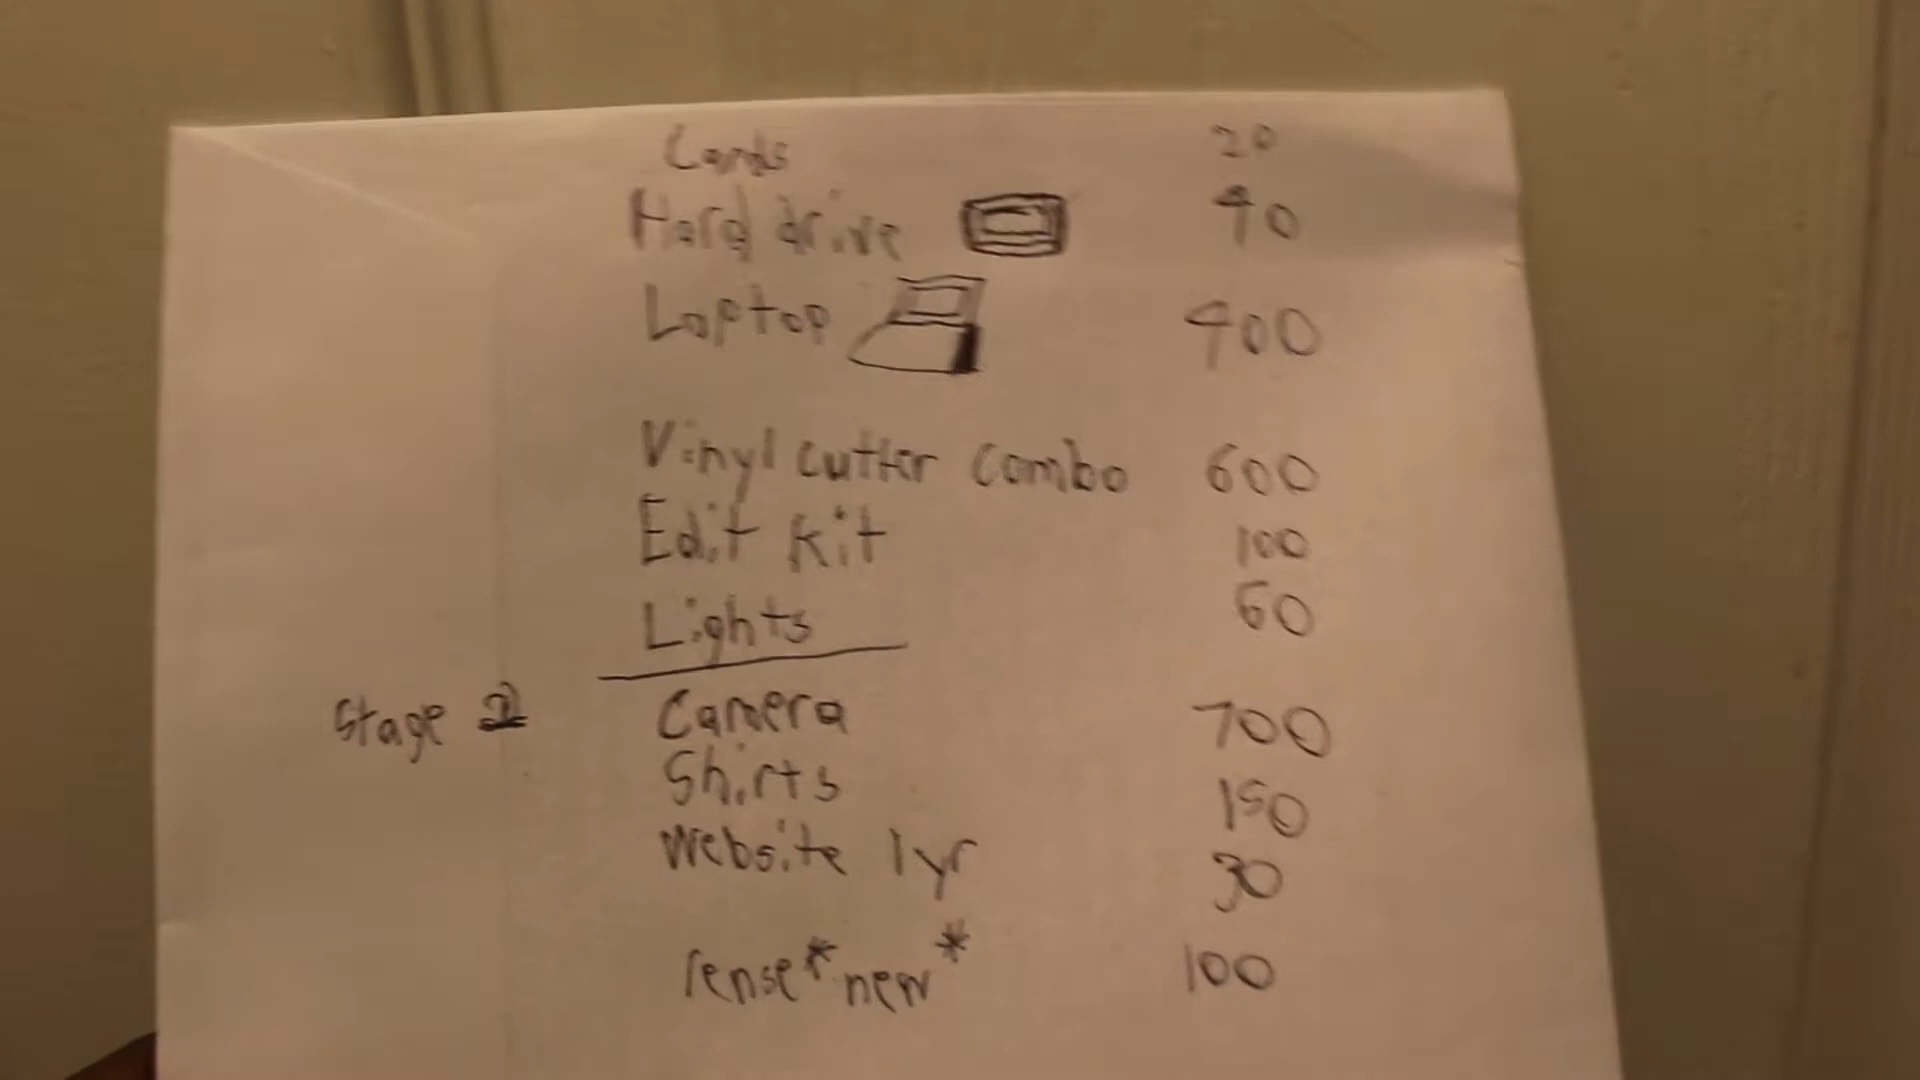 Cards 20
Hard drive 40
Laptop 400
Vinyl cutter combo 600
Edit kit 100
Lights 60
Stage 2 Camera 700
Shirts 150
Website 1yr 30
lense *new* 100